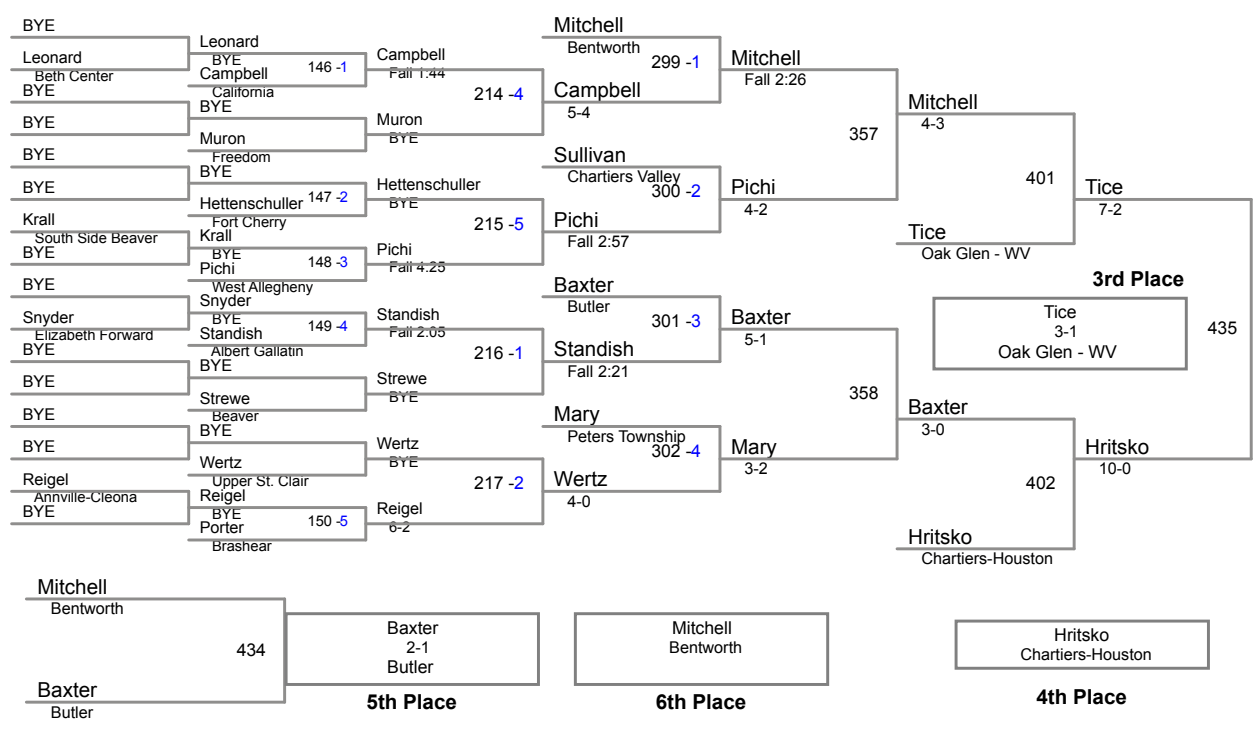 BYE
Leonard
Beth Center
BYE
BYE
BYE
BYE
Krall
South Side Beaver
BYE
BYE
Snyder
Elizabeth Forward
BYE
BYE
BYE
BYE
Reigel
Annville-Cleona
BYE
Leonard
BYE
146 -1
Campbell
California
BYE
Muron
Freedom
BYE
Hettenschuller
147 -2
Fort Cherry
Krall
BYE
148 -3
Pichi
West Allegheny
Snyder
BYE
149 -4
Standish
Albert Gallatin
BYE
Strewe
Beaver
BYE
Wertz
Upper St. Clair
Reigel
BYE
150 -5
Porter
Brashear
Campbell
Fall 1:44
214 -4
Muron
BYE
Hettenschuller
BYE
215 -5
Pichi
Fall 4:25
Standish
Fall 2:05
216 -1
Strewe
BYE
Wertz
BYE
217 -2
Reigel
6-2
Mitchell
Bentworth
299 -1
Campbell
5-4
Sullivan
Chartiers Valley
300 -2
Pichi
Fall 2:57
Baxter
Butler
301 -3
Standish
Fall 2:21
Mary
Peters Township
302 -4
Wertz
4-0
Mitchell
Fall 2:26
357
Pichi
4-2
Baxter
5-1
358
Mary
3-2
Mitchell
4-3
401
Tice
Oak Glen - WV
Baxter
3-0
402
Hritsko
Chartiers-Houston
Tice
7-2
3rd Place
Tice
3-1
Oak Glen - WV
435
Hritsko
10-0
Mitchell
Bentworth
434
Baxter
Butler
Baxter
2-1
Butler
5th Place
Mitchell
Bentworth
6th Place
Hritsko
Chartiers-Houston
4th Place